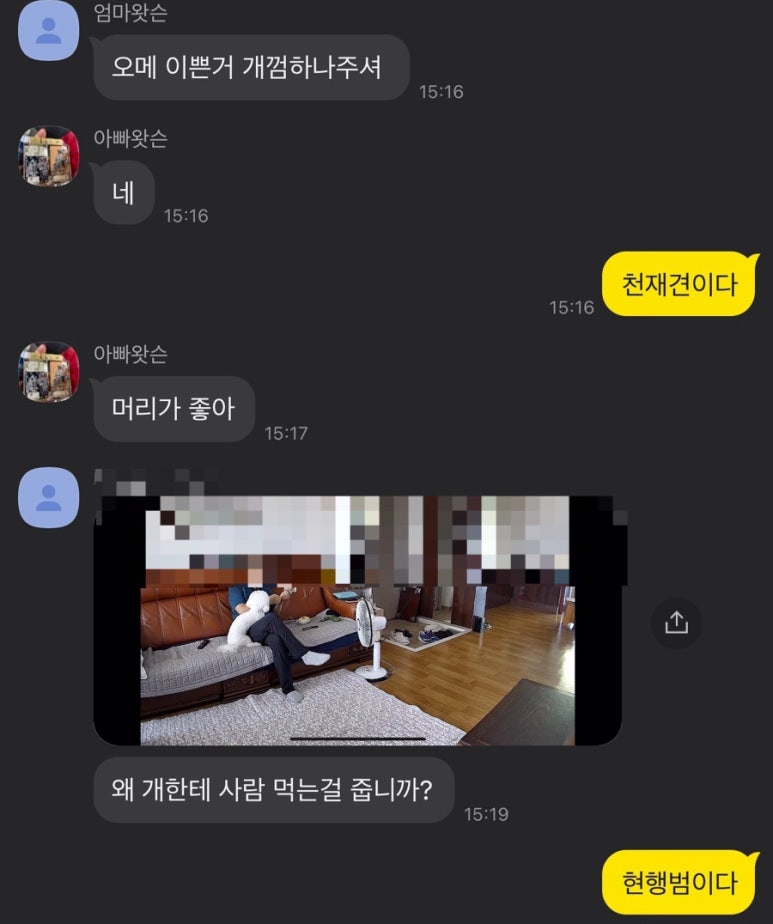 엄마왓슨
오메 이쁜거 개껌하나주셔
15:16
아빠왓슨
네
15:16
천재견이다
15:16
아빠왓슨
머리가 좋아
15:17
왜 개한테 사람 먹는걸 줍니까?
15:19
현행범이다